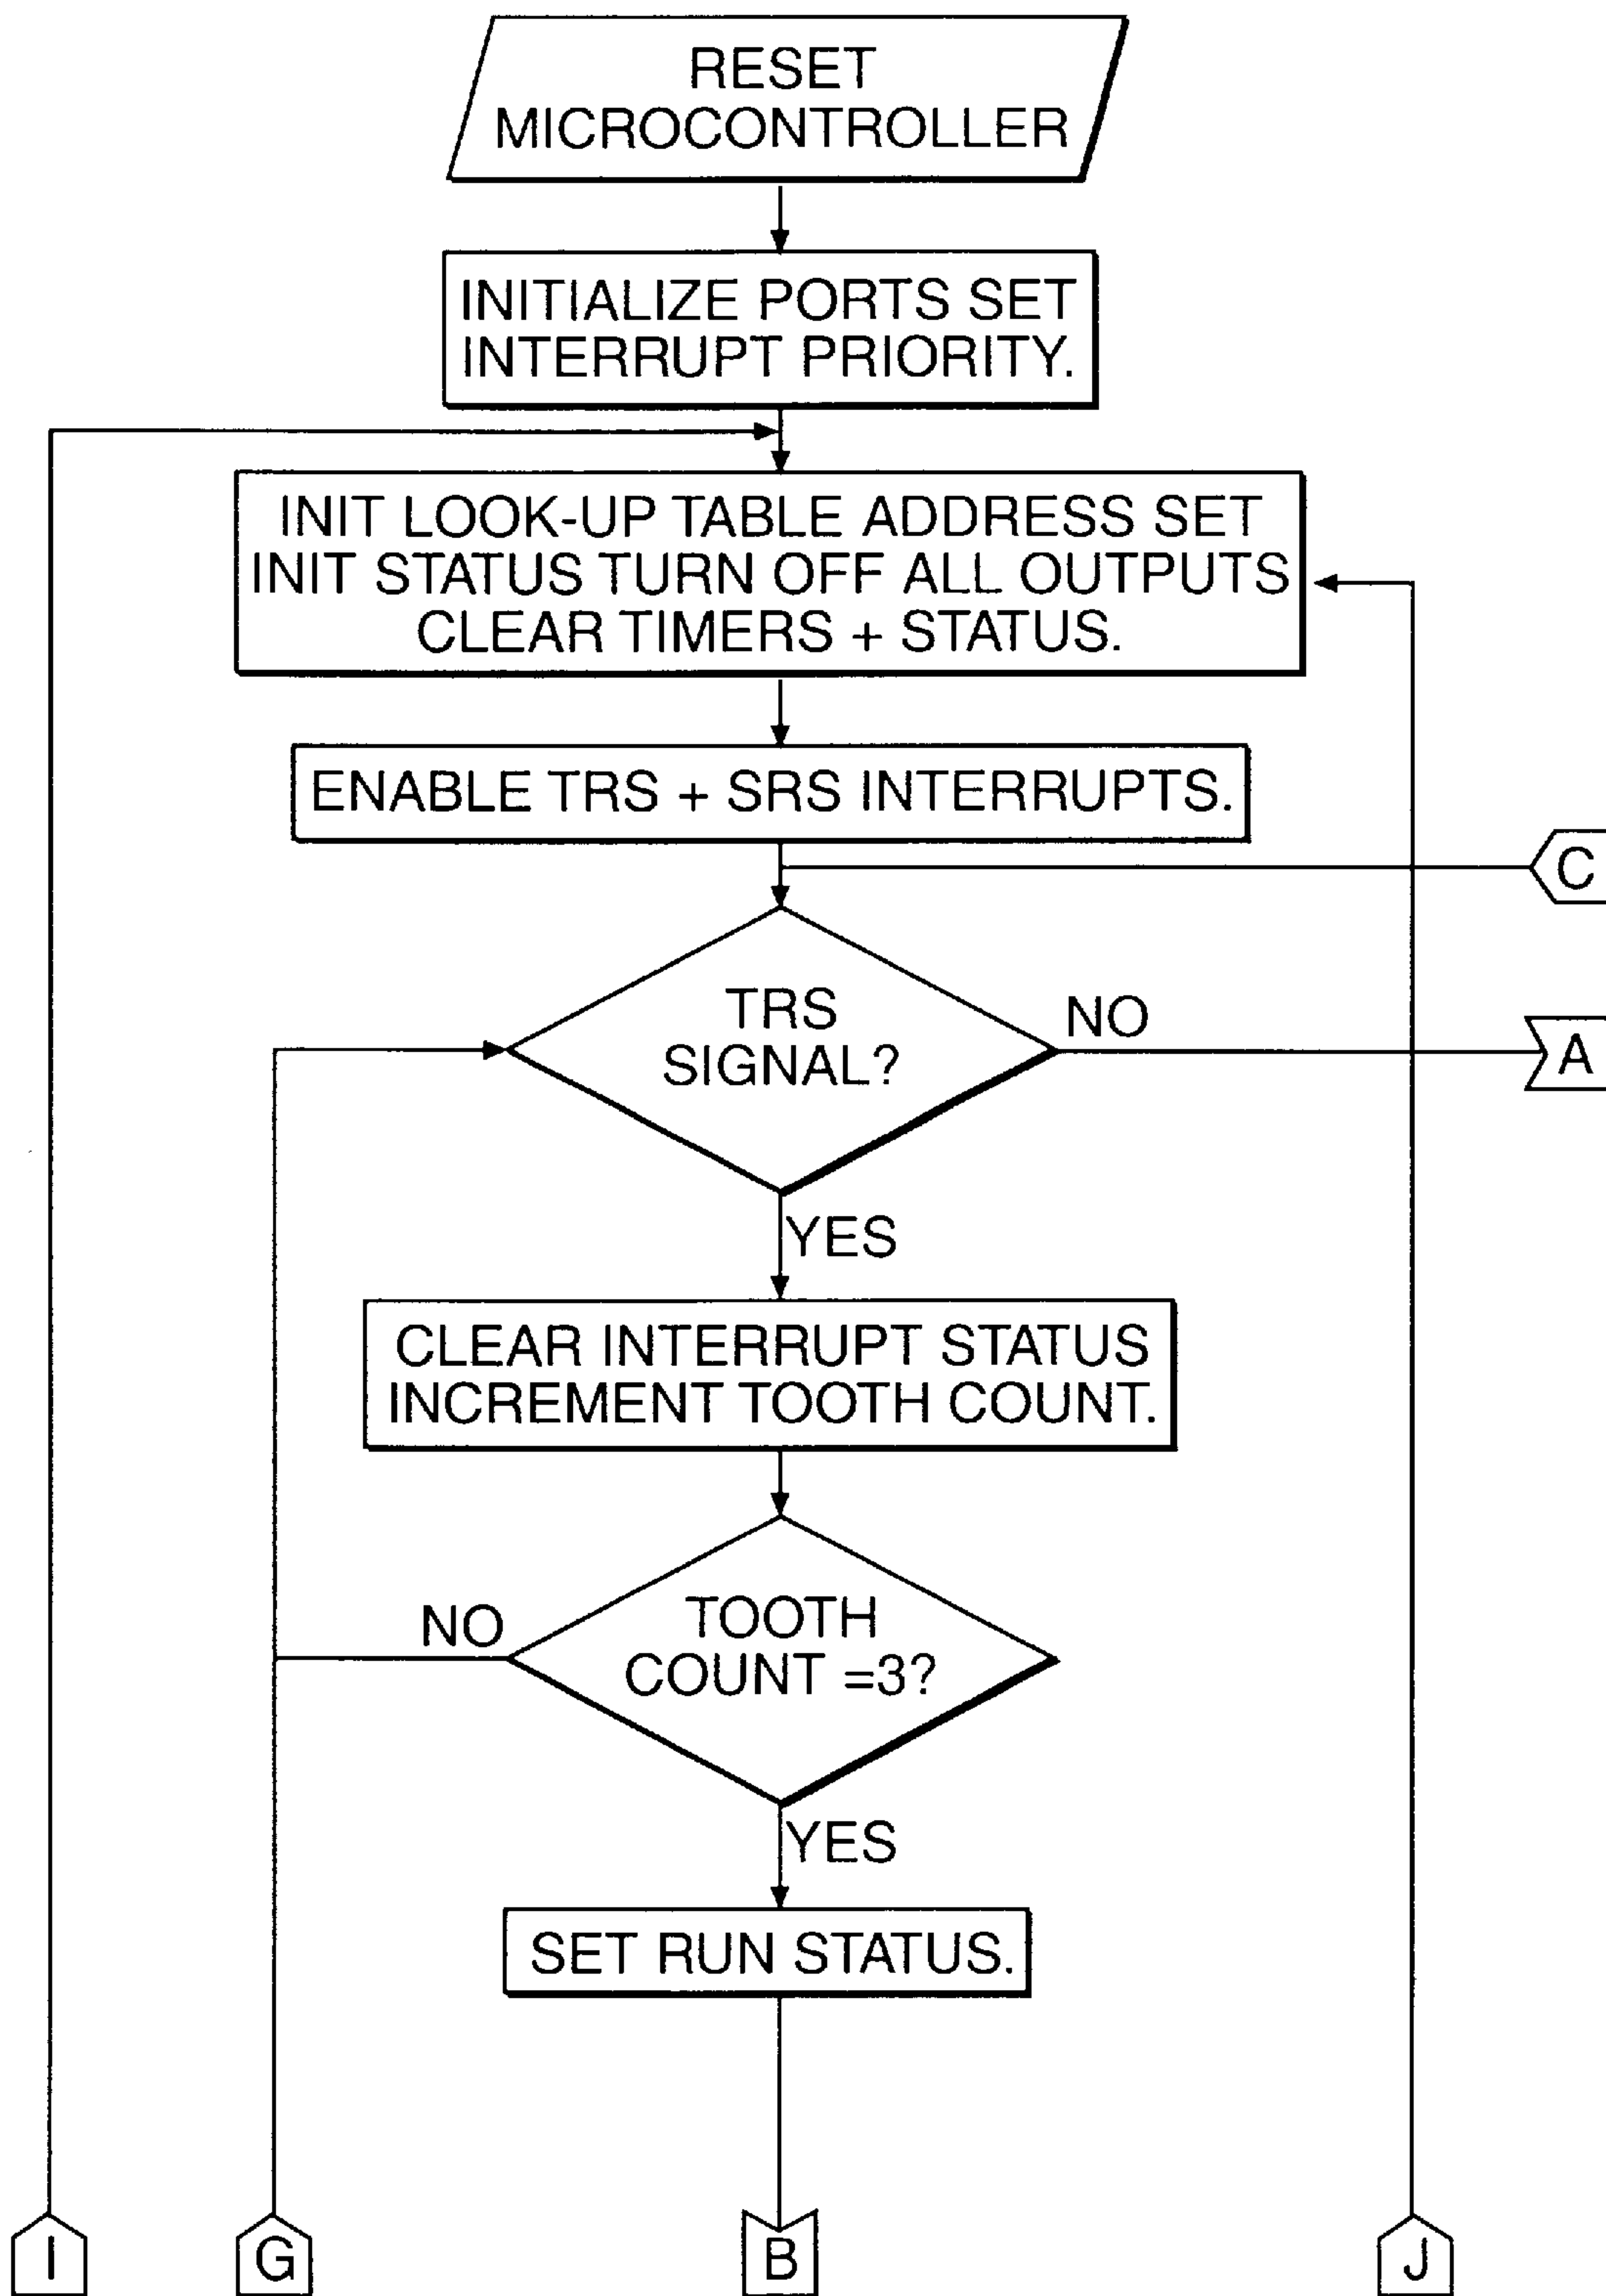 RESET
MICROCONTROLLER
INITIALIZE PORTS SET
INTERRUPT PRIORITY.
INIT LOOK-UP TABLE ADDRESS SET
INIT STATUS TURN OFF ALL OUTPUTS
CLEAR TIMERS + STATUS.
ENABLE TRS + SRS INTERRUPTS.
C
TRS
SIGNAL?
NO
A
YES
CLEAR INTERRUPT STATUS
INCREMENT TOOTH COUNT.
TOOTH
COUNT =3?
NO
YES
SET RUN STATUS.
I
G
B
J